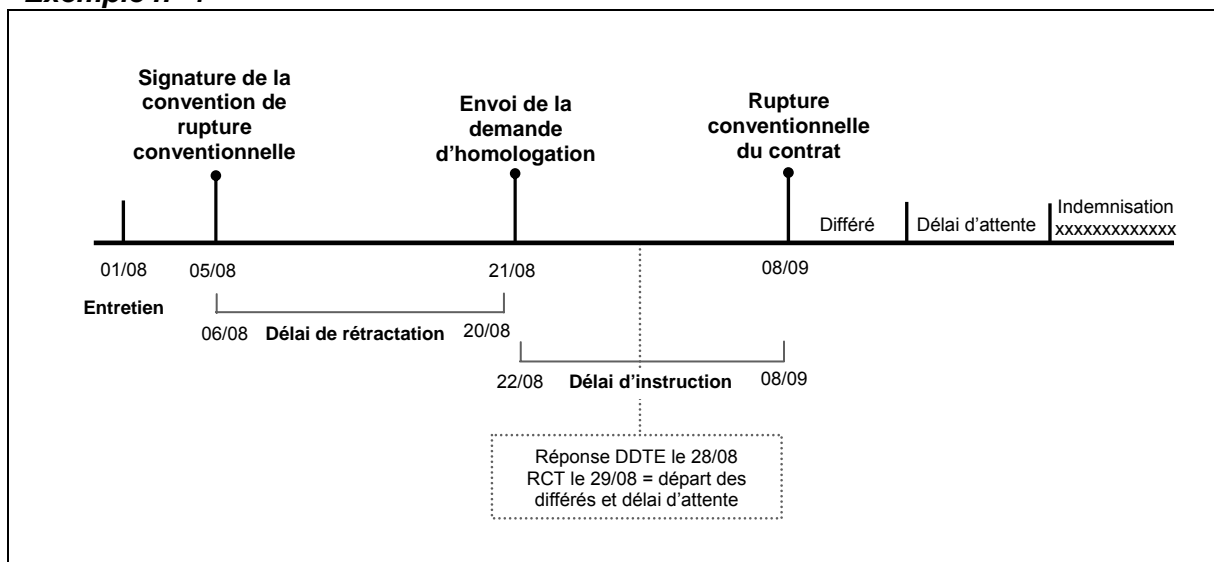 Signature de la
convention de
rupture
conventionnelle
Envoi de la
demande
d'homologation
Rupture
conventionnelle
du contrat
Différé
Délai d'attente
Indemnisation
xxxxxxxxxxxxx
01/08
05/08
21/08
08/09
Entretien
06/08
Délai de rétractation
20/08
22/08
Délai d'instruction
08/09
Réponse DDTE le 28/08
RCT le 29/08 = départ des
différés et délai d'attente